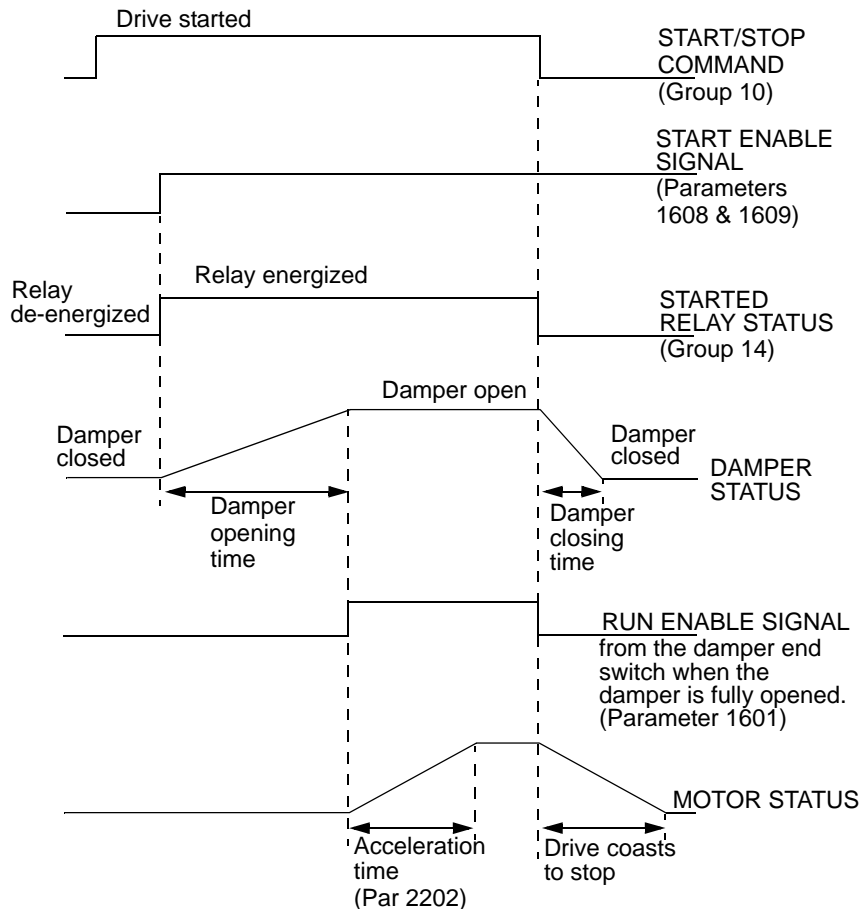 Drive started
START/STOP
COMMAND
(Group 10)
START ENABLE
SIGNAL
(Parameters
1608 & 1609)
Relay
de-energized
Relay energized
STARTED
RELAY STATUS
(Group 14)
Damper open
Damper
closed
Damper
closed
DAMPER
STATUS
Damper
opening
time
Damper
closing
time
RUN ENABLE SIGNAL
from the damper end
switch when the
damper is fully opened.
(Parameter 1601)
MOTOR STATUS
Acceleration
time
(Par 2202)
Drive coasts
to stop